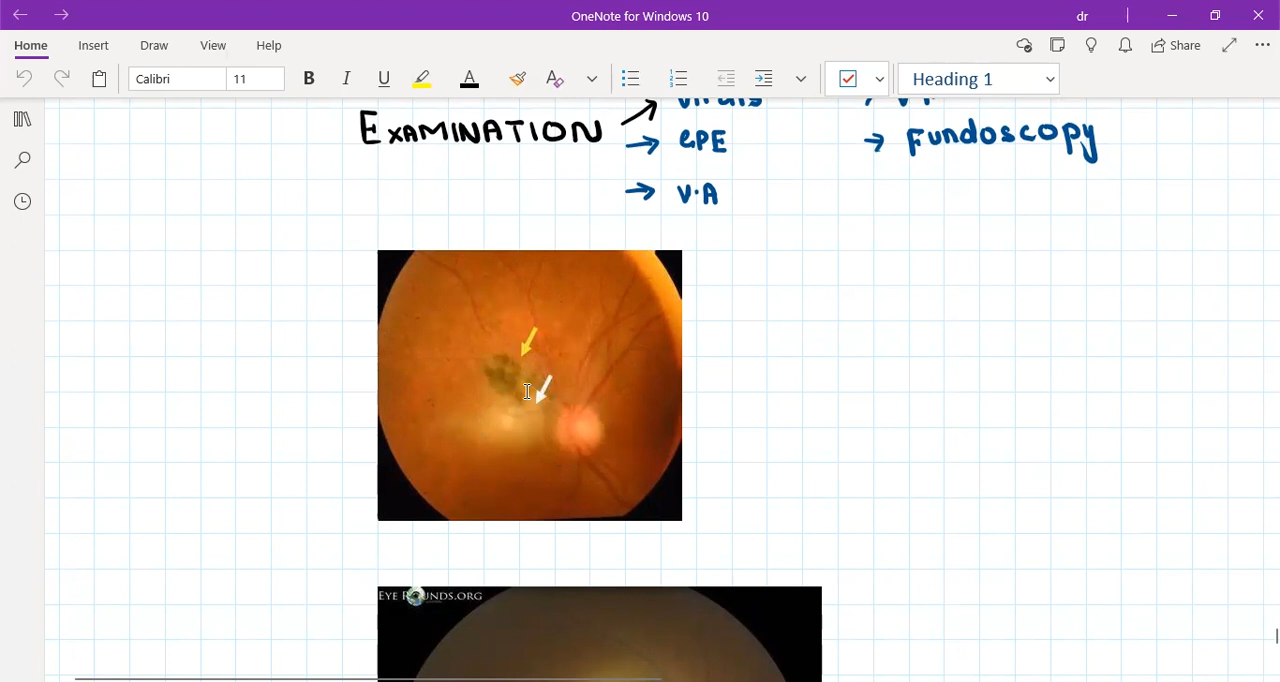 OneNote for Windows 10
dr
Home Insert Draw View Help
Share
Calibri 11 B I U A A Heading 1
EXAMINATION
→ GPE
→ V.A
→ Fundoscopy
EYE ROUNDS.ORG